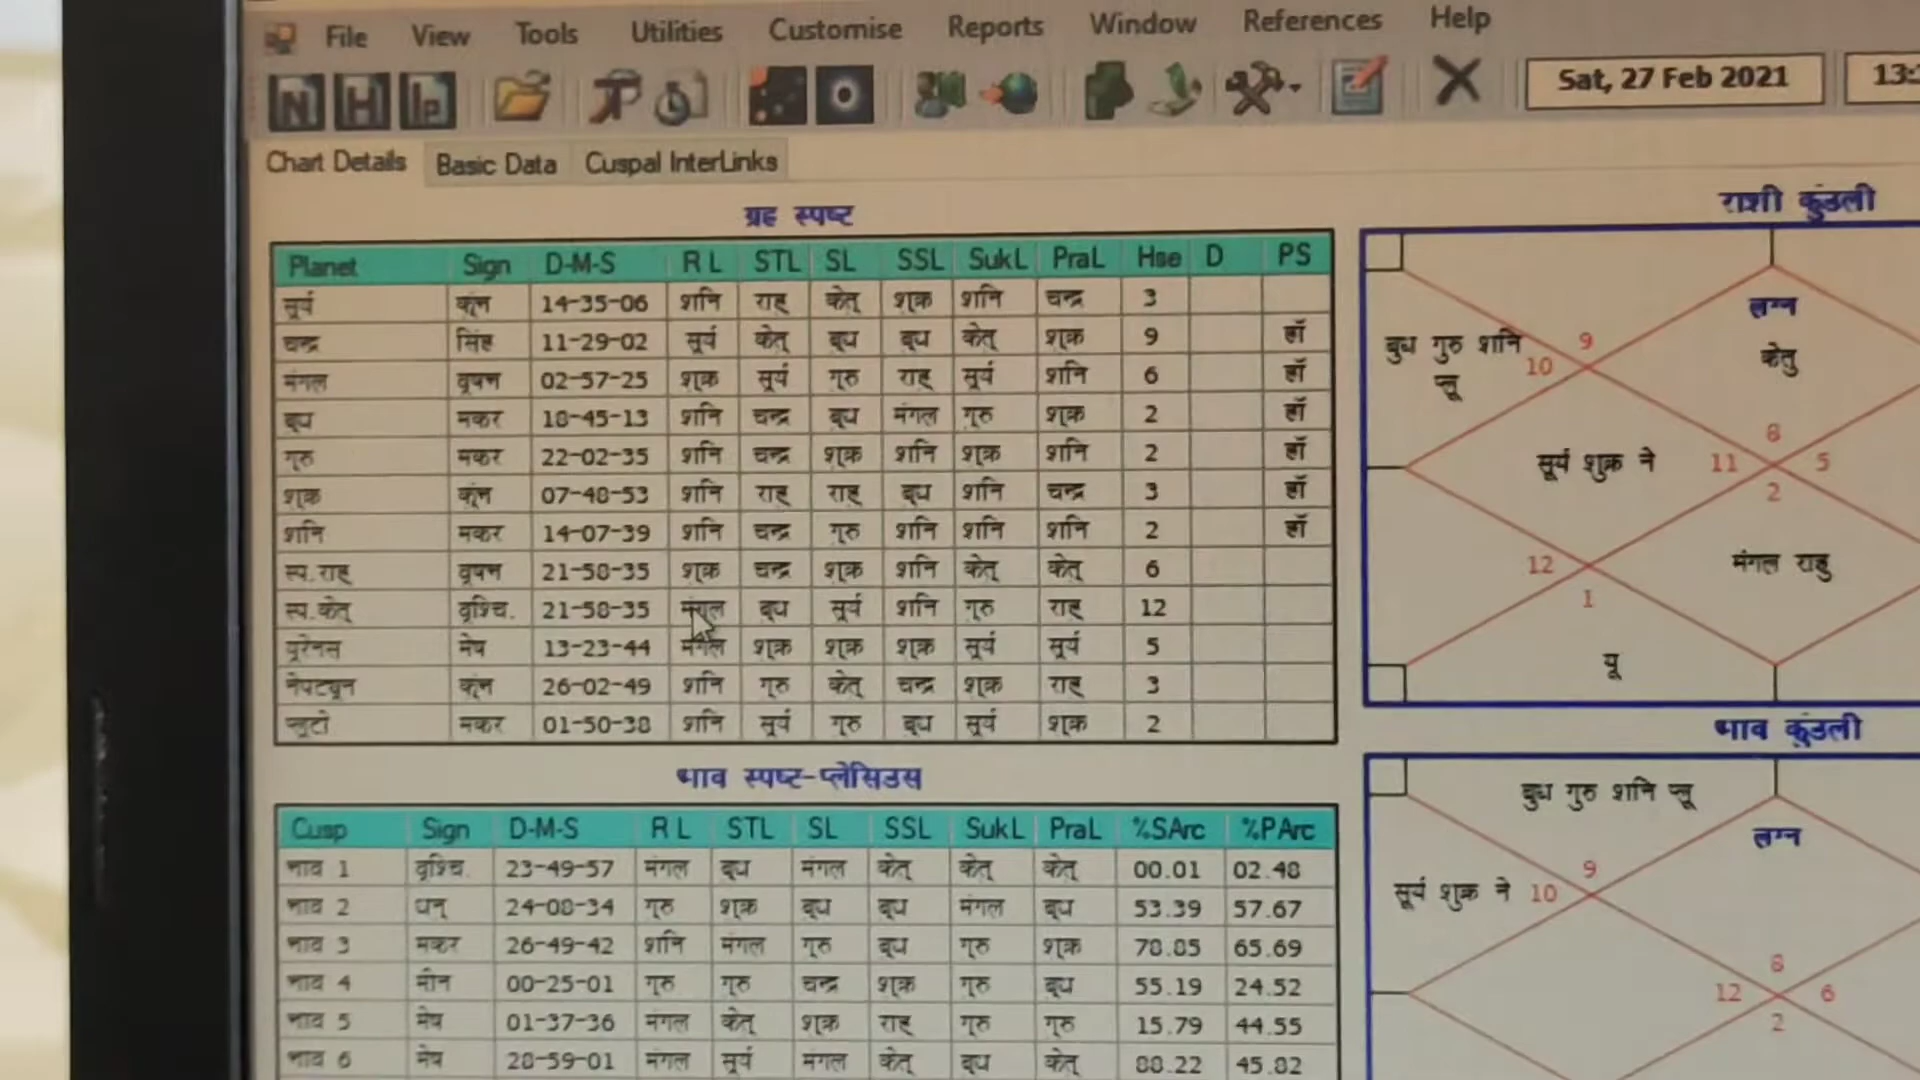 File View Tools Utilities Customise Reports Window References Help
Sat, 27 Feb 2021 13:
Chart Details Basic Data Cuspal InterLinks
ग्रह स्पष्ट
Planet Sign D-M-S R L STL SL SSL SukL PraL Hse D PS
सूर्य कुंभ 14-35-06 शनि राहू केतू शुक्र शनि चन्द्र 3
चन्द्र सिंह 11-29-02 सूर्य केतू बुध बुध केतू शुक्र 9 हाँ
मंगल वृषभ 02-57-25 शुक्र सूर्य गुरु राहू सूर्य शनि 6 हाँ
बुध मकर 18-45-13 शनि चन्द्र बुध मंगल गुरु शुक्र 2 हाँ
गुरु मकर 22-02-35 शनि चन्द्र शुक्र शनि शुक्र शनि 2 हाँ
शुक्र कुंभ 07-48-53 शनि राहू राहू बुध शनि चन्द्र 3 हाँ
शनि मकर 14-07-39 शनि चन्द्र गुरु शनि शनि शनि 2 हाँ
स्प.राहू वृषभ 21-58-35 शुक्र चन्द्र शुक्र शनि केतू केतू 6
स्प.केतू वृश्चि. 21-58-35 मंगल बुध सूर्य शनि गुरु राहू 12
यूरेनस मेष 13-23-44 मंगल शुक्र शुक्र शुक्र सूर्य सूर्य 5
नेपट्यून कुंभ 26-02-49 शनि गुरु केतू चन्द्र शुक्र राहू 3
प्लूटो मकर 01-50-38 शनि सूर्य गुरु बुध सूर्य शुक्र 2
भाव स्पष्ट-प्लेसिडस
Cusp Sign D-M-S R L STL SL SSL SukL PraL %SArc %PArc
भाव 1 वृश्चि. 23-49-57 मंगल बुध मंगल केतू केतू केतू 00.01 02.48
भाव 2 धनु 24-08-34 गुरु शुक्र बुध बुध मंगल बुध 53.39 57.67
भाव 3 मकर 26-49-42 शनि मंगल गुरु बुध गुरु शुक्र 78.85 65.69
भाव 4 मीन 00-25-01 गुरु गुरु चन्द्र शुक्र गुरु बुध 55.19 24.52
भाव 5 मेष 01-37-36 मंगल केतू शुक्र राहू गुरु गुरु 15.79 44.55
भाव 6 मेष 28-59-01 मंगल सूर्य मंगल केतू बुध केतू 88.22 45.82
राशी कुंडली
लग्न
बुध गुरु शनि 9
प्लू 10 केतु
8
सूर्य शुक्र ने 11 5
2
12 मंगल राहु
1
यू
भाव कुंडली
बुध गुरु शनि प्लू
लग्न
9
सूर्य शुक्र ने 10
8
12 6
2